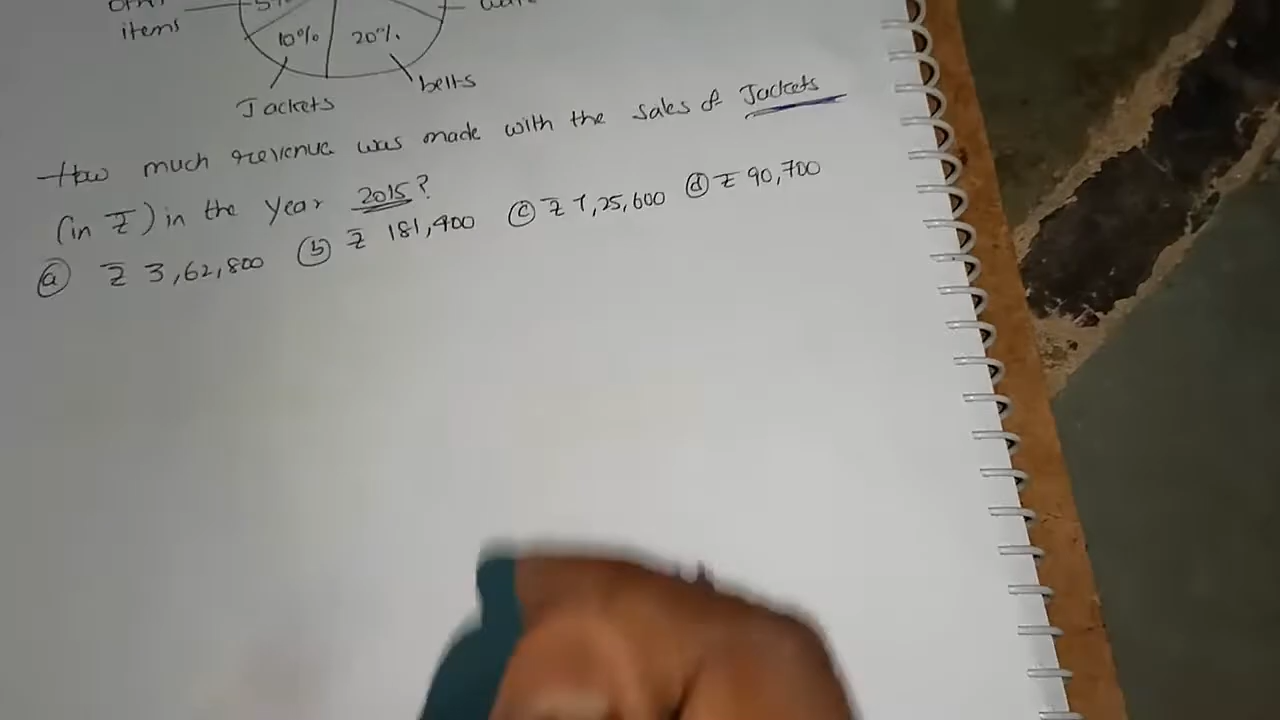 items
10%
20%.
Jackets
belts
How much revenue was made with the sales of Jackets
(in ₹) in the year 2015?
ⓐ ₹ 3,62,800 ⓑ ₹ 181,400 ⓒ ₹ 7,25,600 ⓓ ₹ 90,700